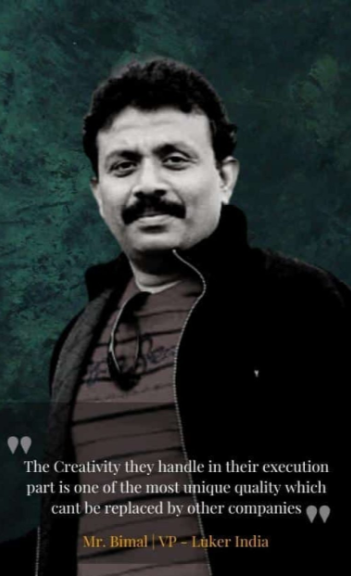 The Creativity they handle in their execution
part is one of the most unique quality which
cant be replaced by other companies
Mr. Bimal | VP - Luker India